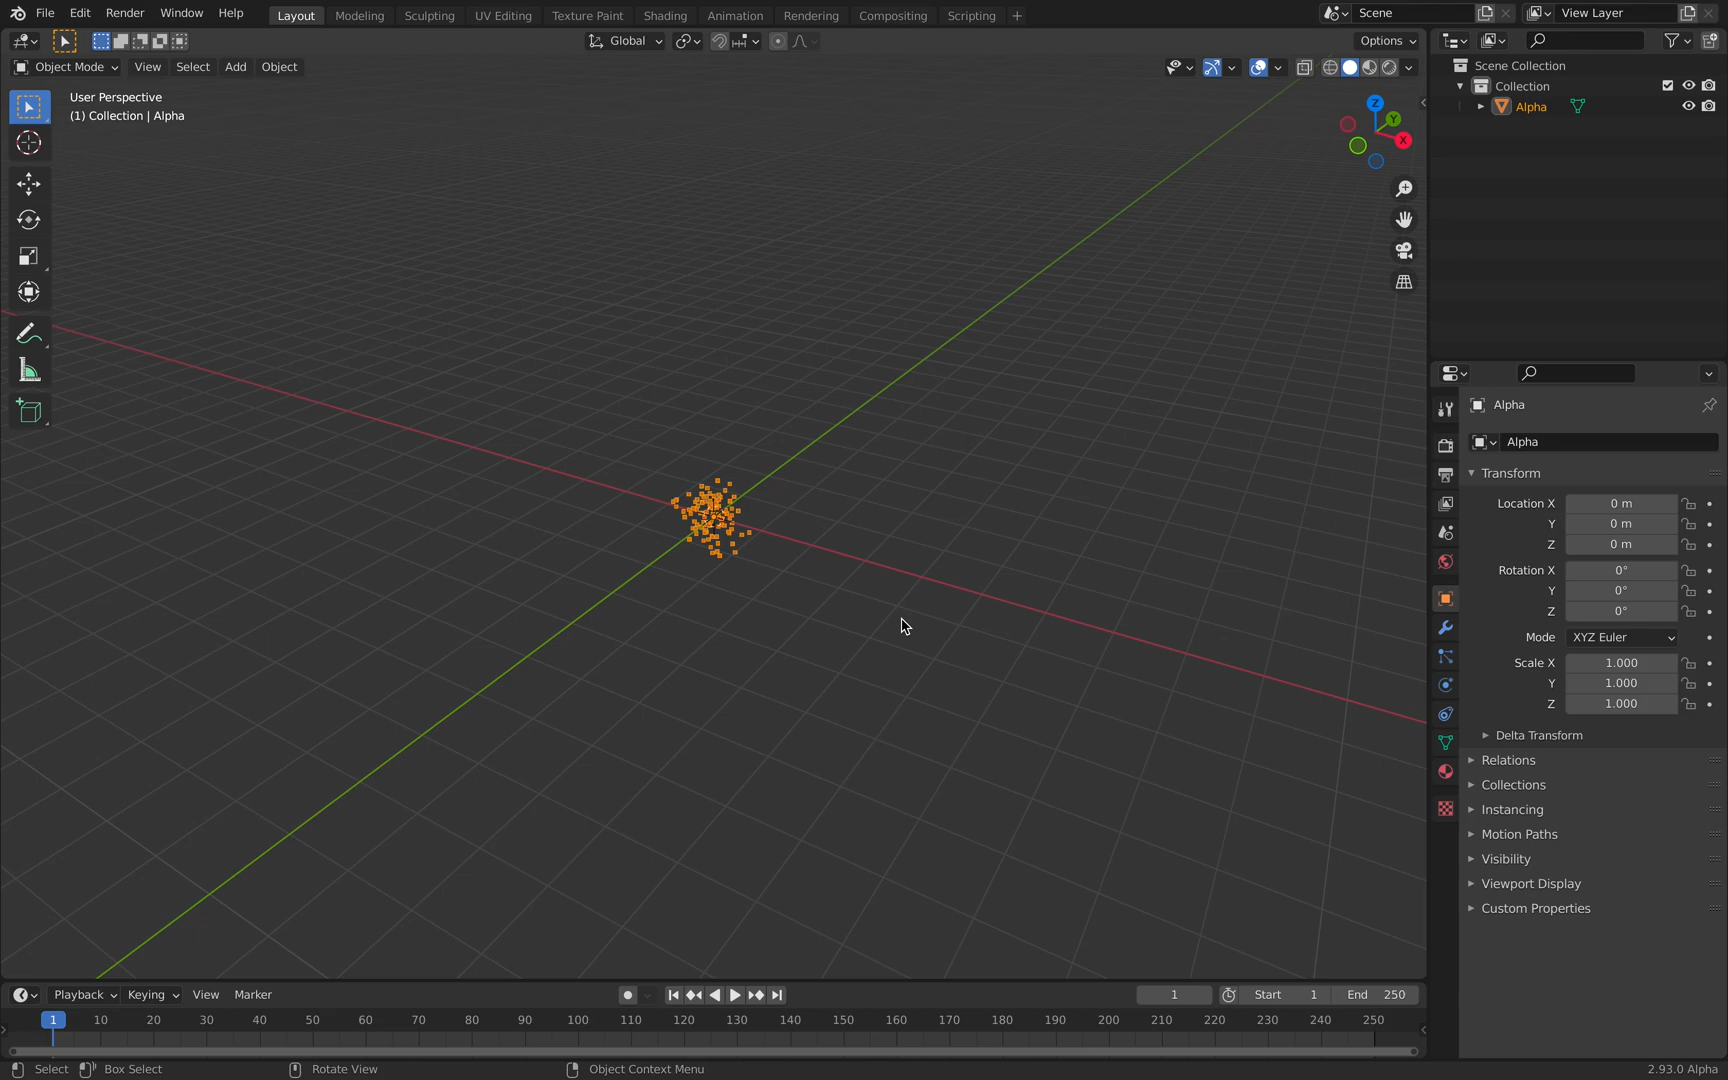 File Edit Render Window Help Layout Modeling Sculpting UV Editing Texture Paint Shading Animation Rendering Compositing Scripting + Scene View Layer
Global Options
Object Mode View Select Add Object
User Perspective
(1) Collection | Alpha
Z
Y
X
Scene Collection
Collection
Alpha
Alpha
Alpha
Transform
Location X 0 m
Y 0 m
Z 0 m
Rotation X 0°
Y 0°
Z 0°
Mode XYZ Euler
Scale X 1.000
Y 1.000
Z 1.000
Delta Transform
Relations
Collections
Instancing
Motion Paths
Visibility
Viewport Display
Custom Properties
Playback Keying View Marker 1 Start 1 End 250
1 10 20 30 40 50 60 70 80 90 100 110 120 130 140 150 160 170 180 190 200 210 220 230 240 250
Select Box Select Rotate View Object Context Menu 2.93.0 Alpha